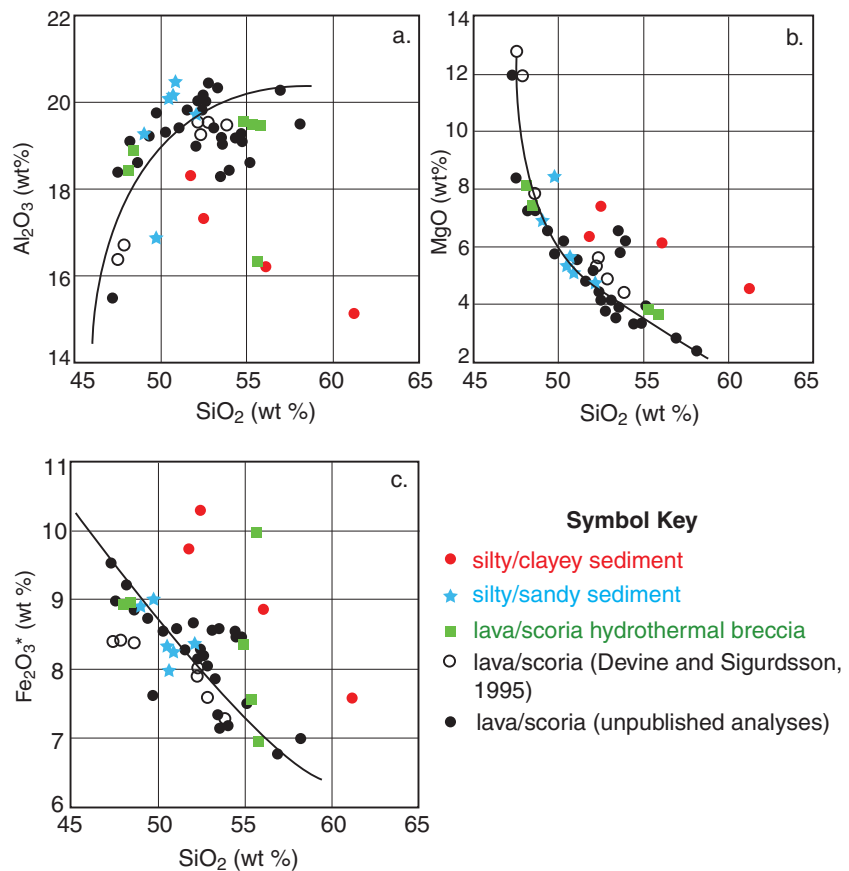 a.
22
20
18
16
14
Al2O3 (wt%)
45 50 55 60 65
SiO2 (wt %)
b.
14
12
10
8
6
4
2
MgO (wt%)
45 50 55 60 65
SiO2 (wt %)
c.
11
10
9
8
7
6
Fe2O3* (wt %)
45 50 55 60 65
SiO2 (wt %)
Symbol Key
silty/clayey sediment
silty/sandy sediment
lava/scoria hydrothermal breccia
lava/scoria (Devine and Sigurdsson,
1995)
lava/scoria (unpublished analyses)